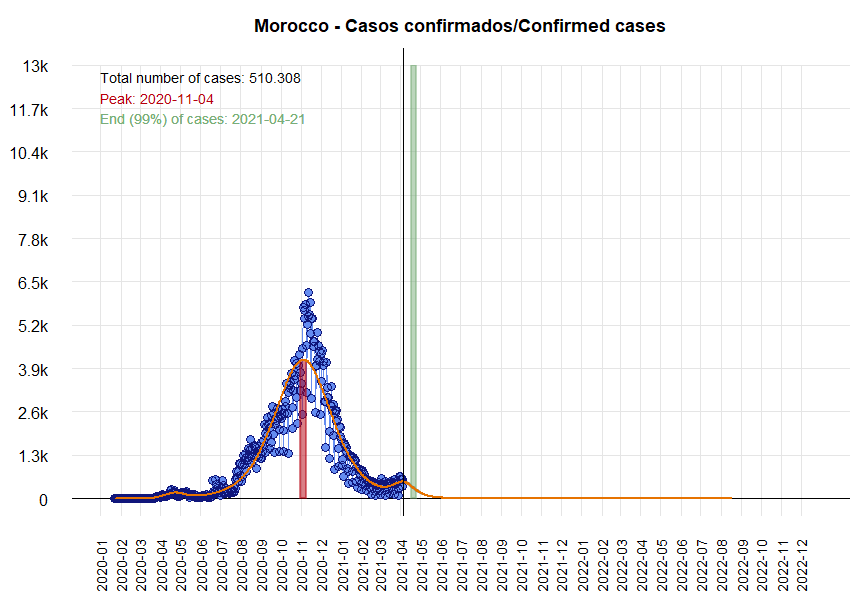 Morocco - Casos confirmados/Confirmed cases
13k
11.7k
10.4k
9.1k
7.8k
6.5k
5.2k
3.9k
2.6k
1.3k
0
Total number of cases: 510.308
Peak: 2020-11-04
End (99%) of cases: 2021-04-21
2020-01
2020-02
2020-03
2020-04
2020-05
2020-06
2020-07
2020-08
2020-09
2020-10
2020-11
2020-12
2021-01
2021-02
2021-03
2021-04
2021-05
2021-06
2021-07
2021-08
2021-09
2021-10
2021-11
2021-12
2022-01
2022-02
2022-03
2022-04
2022-05
2022-06
2022-07
2022-08
2022-09
2022-10
2022-11
2022-12